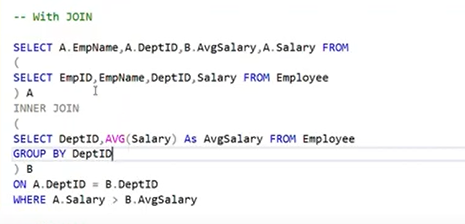 -- With JOIN
SELECT A.EmpName,A.DeptID,B.AvgSalary,A.Salary FROM
(
SELECT EmpID,EmpName,DeptID,Salary FROM Employee
) A
INNER JOIN
(
SELECT DeptID,AVG(Salary) As AvgSalary FROM Employee
GROUP BY DeptID
) B
ON A.DeptID = B.DeptID
WHERE A.Salary > B.AvgSalary